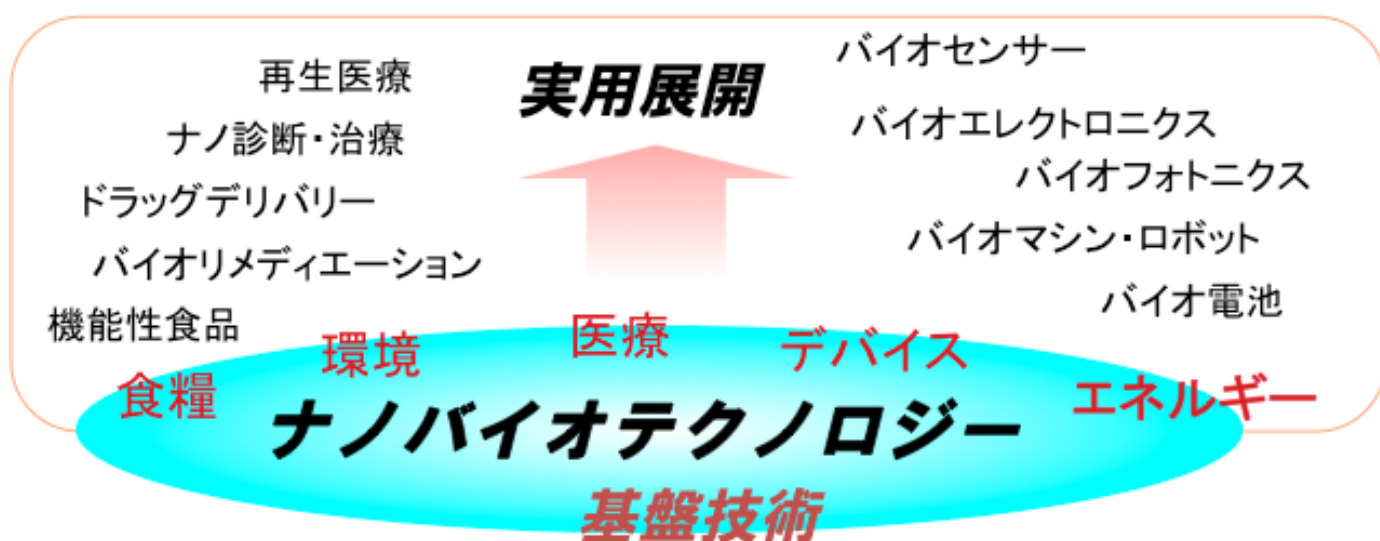 実用展開
再生医療
ナノ診断・治療
ドラッグデリバリー
バイオリメディエーション
機能性食品
バイオセンサー
バイオエレクトロニクス
バイオフォトニクス
バイオマシン・ロボット
バイオ電池
食糧
環境
医療
デバイス
エネルギー
ナノバイオテクノロジー
基盤技術